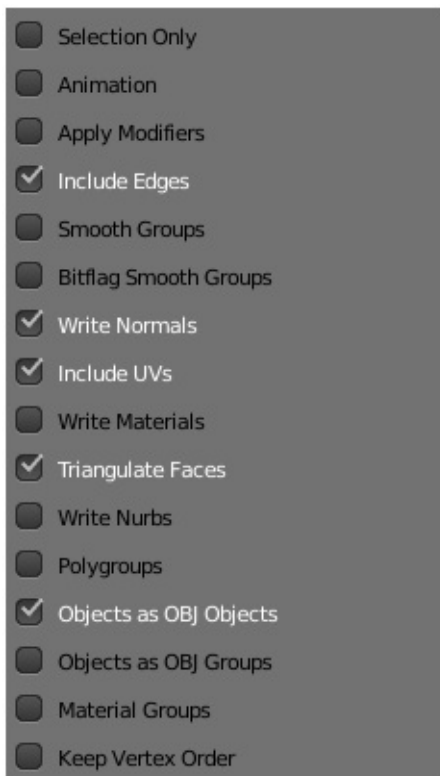 Selection Only
Animation
Apply Modifiers
Include Edges
Smooth Groups
Bitflag Smooth Groups
Write Normals
Include UVs
Write Materials
Triangulate Faces
Write Nurbs
Polygroups
Objects as OBJ Objects
Objects as OBJ Groups
Material Groups
Keep Vertex Order